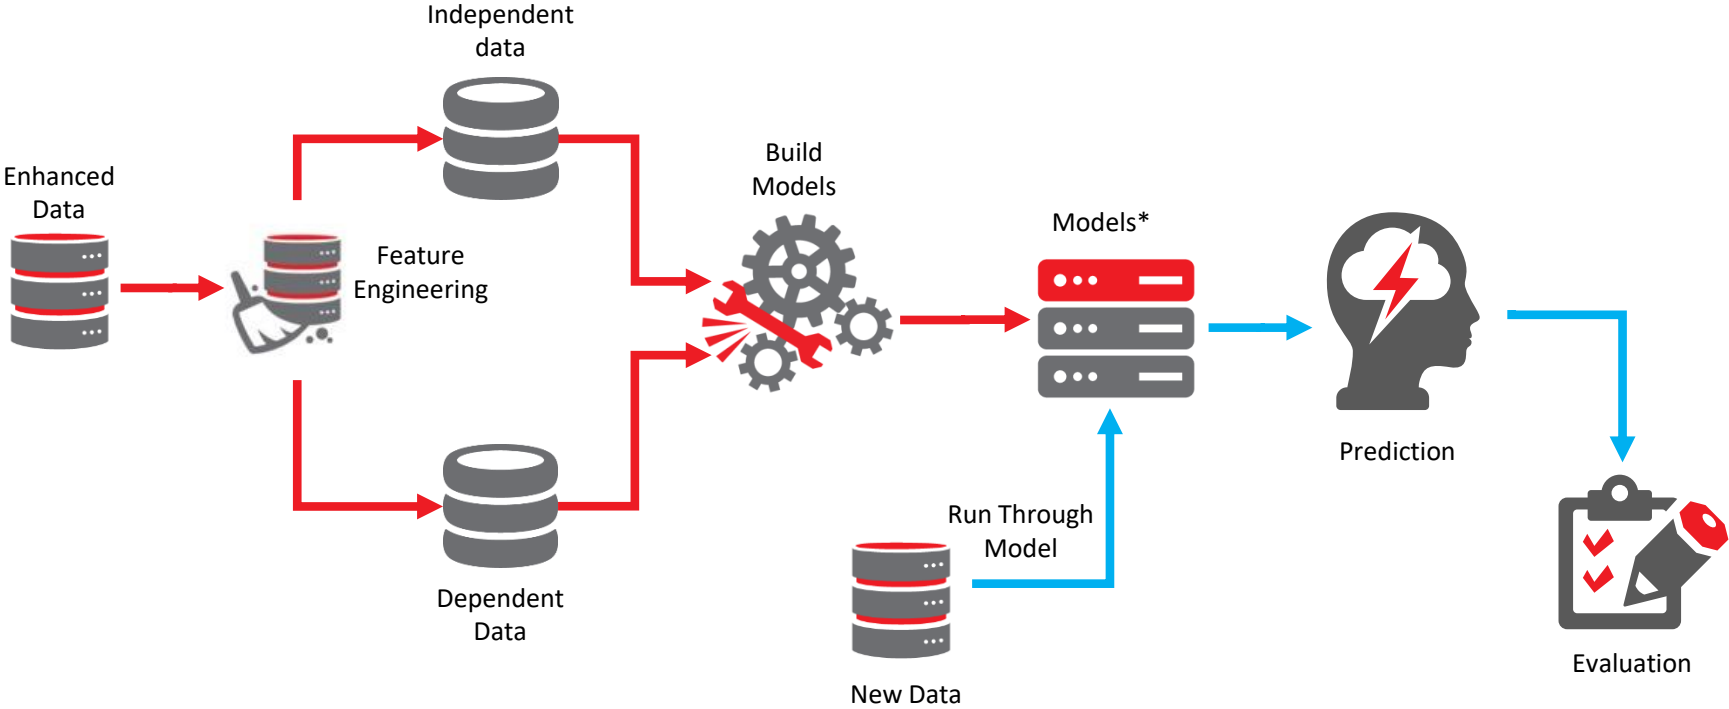 Independent
data
Enhanced
Data
Feature
Engineering
Build
Models
Models*
Prediction
Run Through
Model
Dependent
Data
New Data
Evaluation